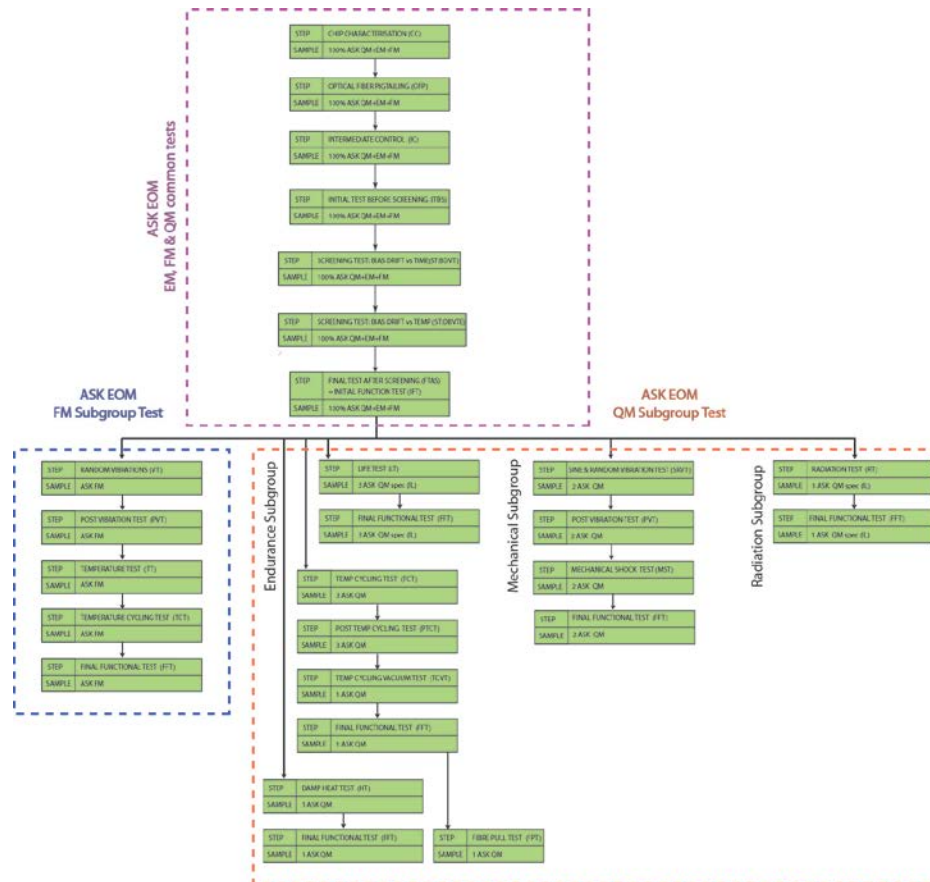 STEP CHIP CHARACTERISATION (CC)
SAMPLE 100% ASK QM+EM+FM
STEP OPTICAL FIBER PIGTAILING (OFP)
SAMPLE 100% ASK QM+EM+FM
STEP INTERMEDIATE CONTROL (IC)
SAMPLE 100% ASK QM+EM+FM
STEP INITIAL TEST BEFORE SCREENING (ITBS)
SAMPLE 100% ASK QM+EM+FM
STEP SCREENING TEST: BIAS DRIFT vs TIME(ST.BDVT)
SAMPLE 100% ASK QM+EM+FM
STEP SCREENING TEST: BIAS DRIFT vs TEMP (ST.DBVTE)
SAMPLE 100% ASK QM+EM+FM
STEP FINAL TEST AFTER SCREENING (FTAS)
= INITIAL FUNCTION TEST (IFT)
SAMPLE 100% ASK QM+EM+FM
ASK EOM
EM, FM & QM common tests
ASK EOM
FM Subgroup Test
ASK EOM
QM Subgroup Test
STEP RANDOM VIBRATIONS (VT)
SAMPLE ASK FM
STEP POST VIBRATION TEST (PVT)
SAMPLE ASK FM
STEP TEMPERATURE TEST (TT)
SAMPLE ASK FM
STEP TEMPERATURE CYCLING TEST (TCT)
SAMPLE ASK FM
STEP FINAL FUNCTIONAL TEST (FFT)
SAMPLE ASK FM
Endurance Subgroup
STEP LIFE TEST (LT)
SAMPLE 3 ASK QM spec (IL)
STEP FINAL FUNCTIONAL TEST (FFT)
SAMPLE 3 ASK QM spec (IL)
STEP TEMP CYCLING TEST (TCT)
SAMPLE 3 ASK QM
STEP POST TEMP CYCLING TEST (PTCT)
SAMPLE 3 ASK QM
STEP TEMP CYCLING VACUUM TEST (TCVT)
SAMPLE 1 ASK QM
STEP FINAL FUNCTIONAL TEST (FFT)
SAMPLE 1 ASK QM
STEP DAMP HEAT TEST (HT)
SAMPLE 1 ASK QM
STEP FINAL FUNCTIONAL TEST (FFT)
SAMPLE 1 ASK QM
STEP FIBRE PULL TEST (FPT)
SAMPLE 1 ASK QM
Mechanical Subgroup
STEP SINE & RANDOM VIBRATION TEST (SRVT)
SAMPLE 2 ASK QM
STEP POST VIBRATION TEST (PVT)
SAMPLE 2 ASK QM
STEP MECHANICAL SHOCK TEST (MST)
SAMPLE 2 ASK QM
STEP FINAL FUNCTIONAL TEST (FFT)
SAMPLE 2 ASK QM
Radiation Subgroup
STEP RADIATION TEST (RT)
SAMPLE 1 ASK QM spec (IL)
STEP FINAL FUNCTIONAL TEST (FFT)
SAMPLE 1 ASK QM spec (IL)